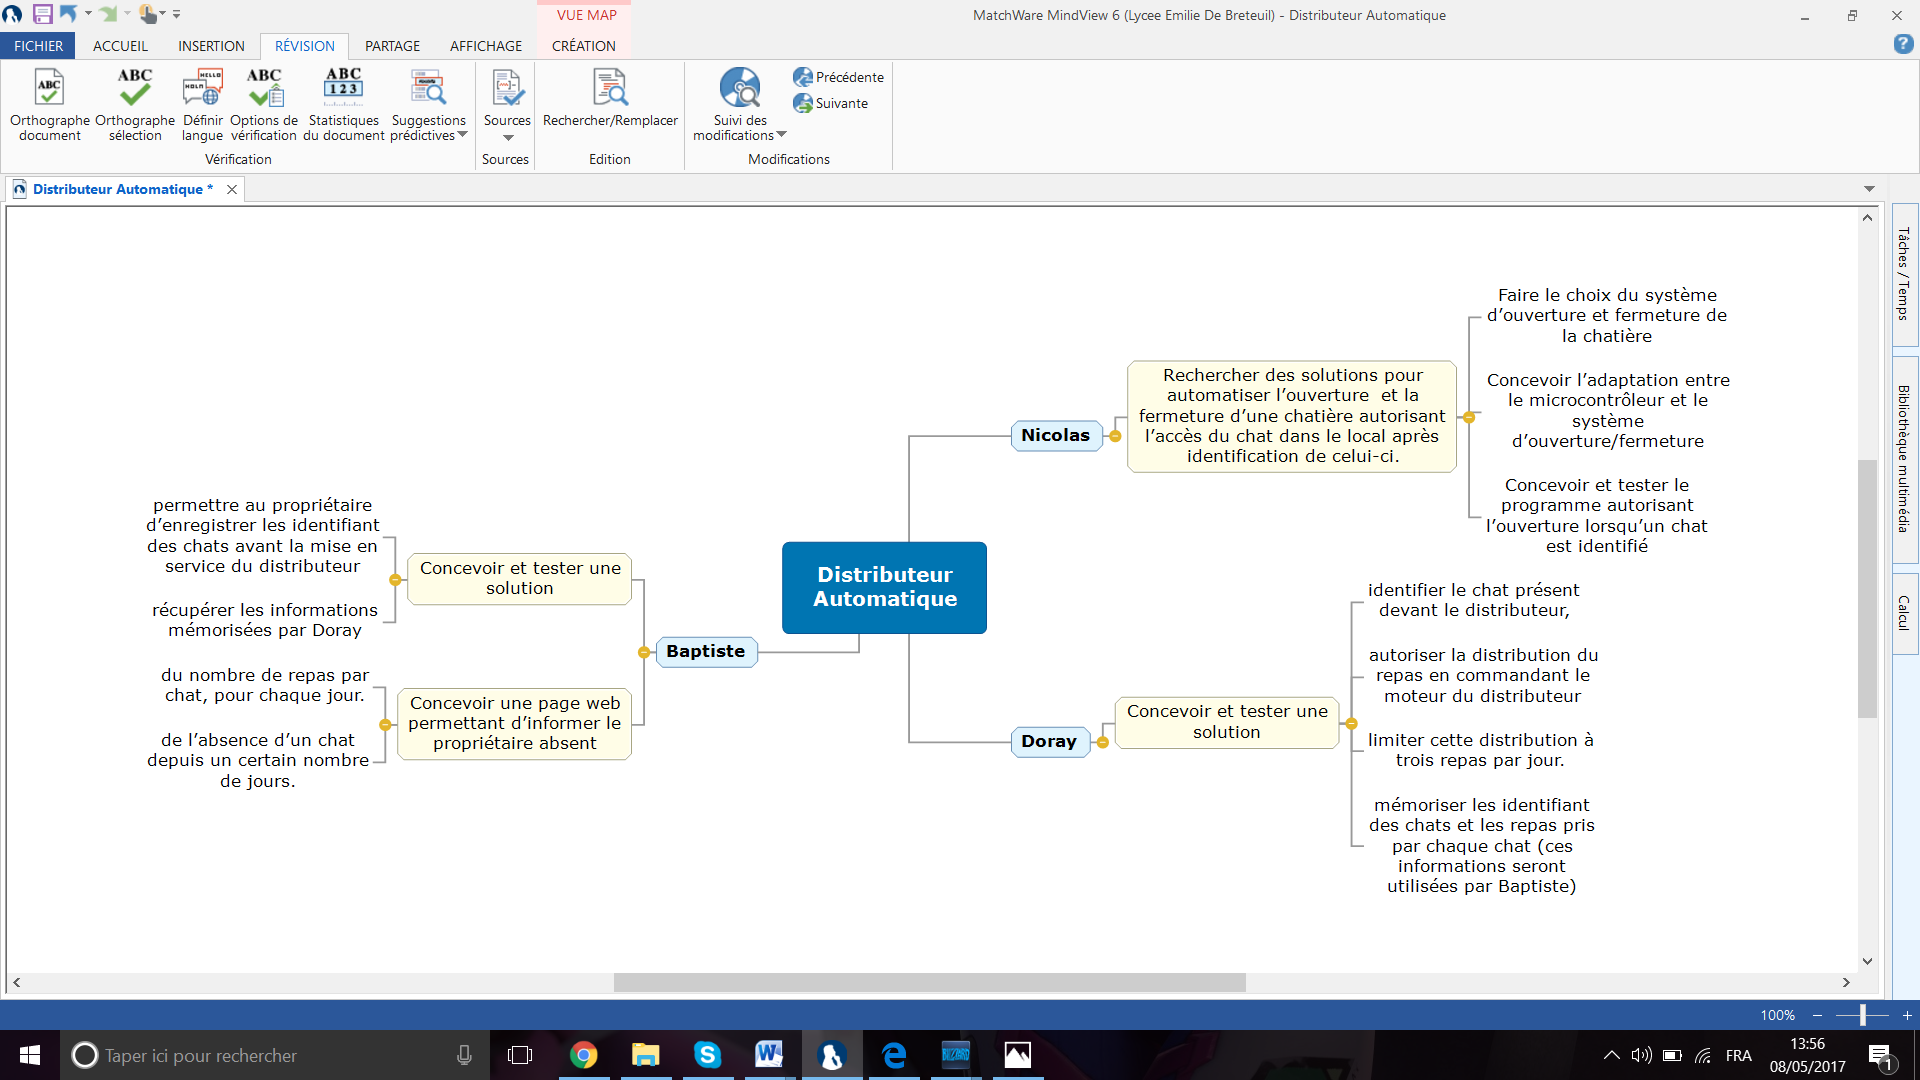 VUE MAP
MatchWare MindView 6 (Lycee Emilie De Breteuil) - Distributeur Automatique
FICHIER
ACCUEIL
INSERTION
RÉVISION
PARTAGE
AFFICHAGE
CRÉATION
Orthographe
document
Orthographe
sélection
Définir
langue
Options de
vérification
Statistiques
du document
Suggestions
prédictives
Vérification
Sources
Sources
Rechercher/Remplacer
Edition
Suivi des
modifications
Précédente
Suivante
Modifications
Distributeur Automatique *
Tâches / Temps
Bibliothèque multimédia
Calcul
Distributeur
Automatique
Nicolas
Rechercher des solutions pour
automatiser l’ouverture  et la
fermeture d’une chatière autorisant
l’accès du chat dans le local après
identification de celui-ci.
Faire le choix du système
d’ouverture et fermeture de
la chatière
Concevoir l’adaptation entre
le microcontrôleur et le
système
d’ouverture/fermeture
Concevoir et tester le
programme autorisant
l’ouverture lorsqu’un chat
est identifié
Doray
Concevoir et tester une
solution
identifier le chat présent
devant le distributeur,
autoriser la distribution du
repas en commandant le
moteur du distributeur
limiter cette distribution à
trois repas par jour.
mémoriser les identifiant
des chats et les repas pris
par chaque chat (ces
informations seront
utilisées par Baptiste)
Baptiste
Concevoir et tester une
solution
permettre au propriétaire
d’enregistrer les identifiant
des chats avant la mise en
service du distributeur
récupérer les informations
mémorisées par Doray
Concevoir une page web
permettant d’informer le
propriétaire absent
du nombre de repas par
chat, pour chaque jour.
de l’absence d’un chat
depuis un certain nombre
de jours.
100%
Taper ici pour rechercher
FRA
13:56
08/05/2017
1